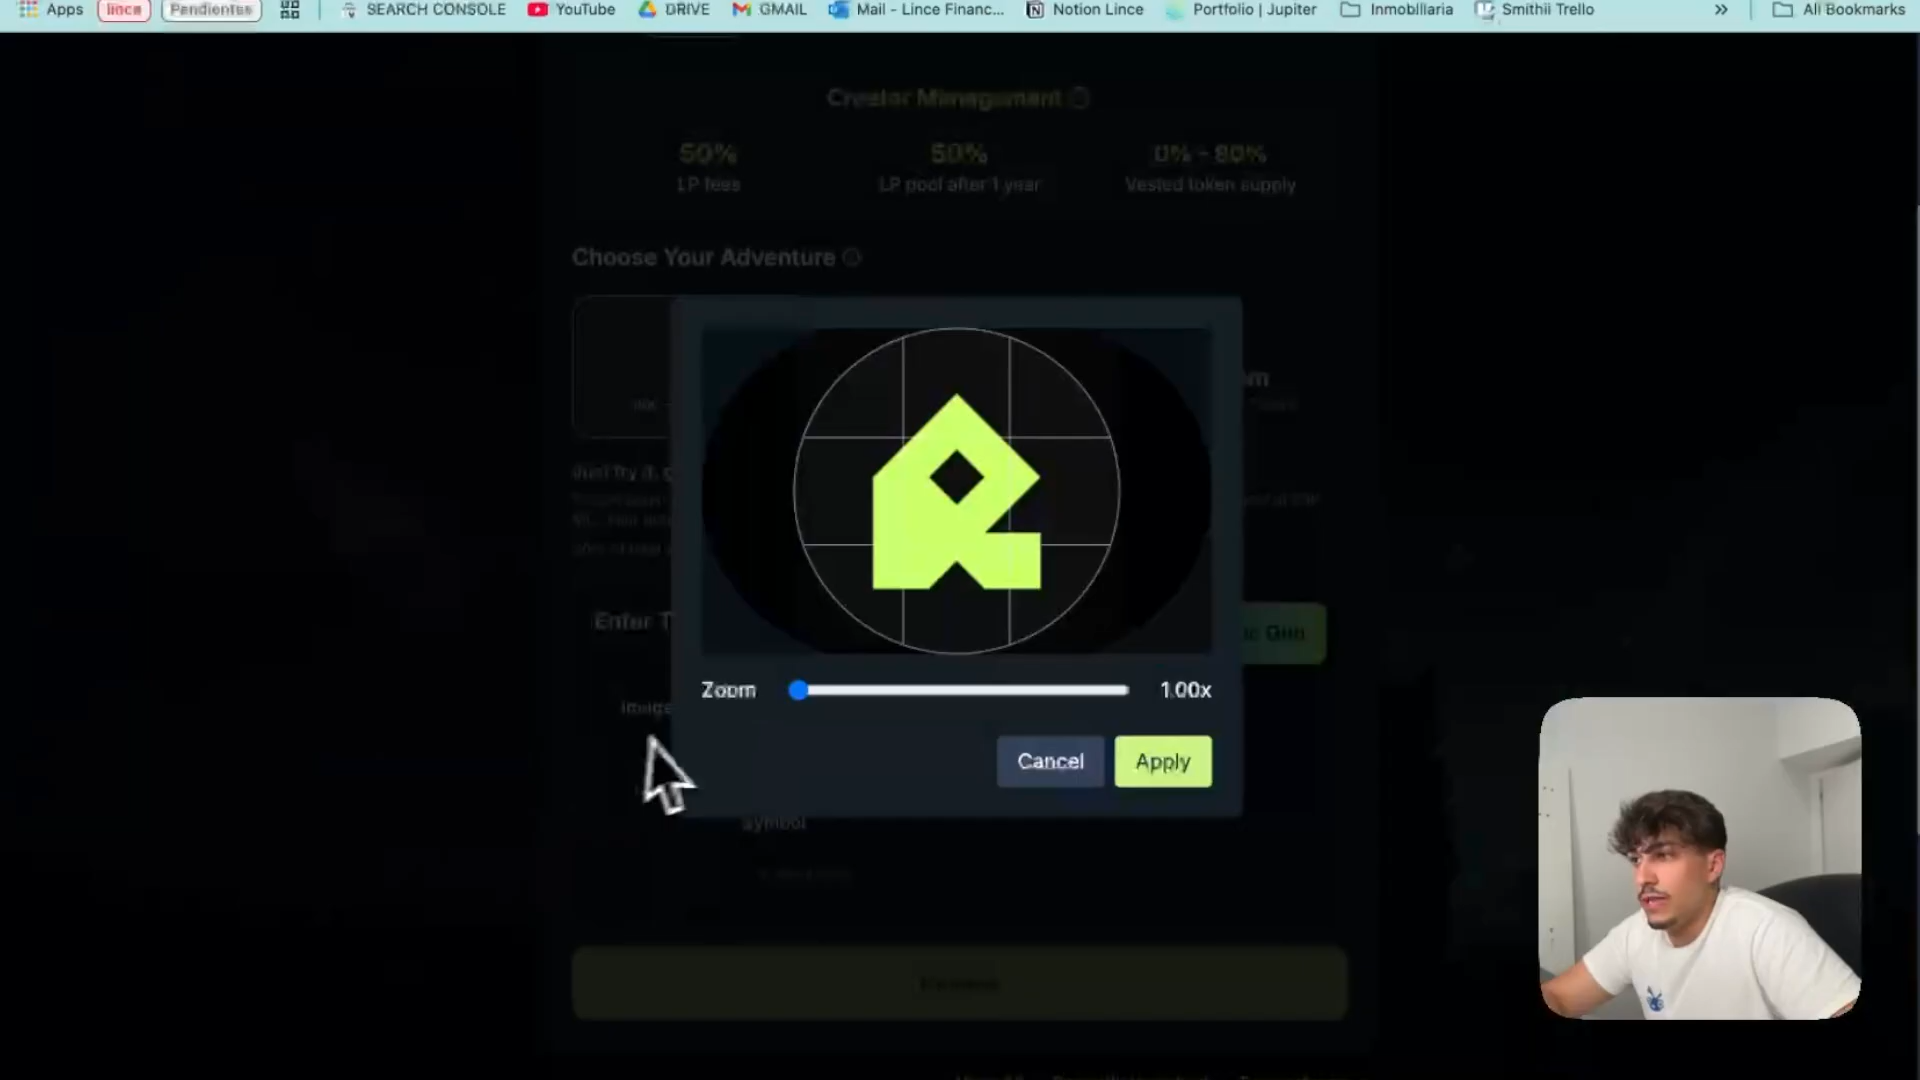 Apps lince Pendientes SEARCH CONSOLE YouTube DRIVE GMAIL Mail - Lince Financ... Notion Lince Portfolio | Jupiter Inmobiliaria Smithii Trello » All Bookmarks
Creator Management
50% 50% 0% - 80%
LP fees LP pool after 1 year Vested token supply
Choose Your Adventure
Zoom 1.00x
Image
Cancel Apply
Symbol